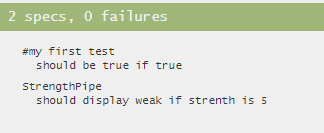 2 specs, 0 failures
#my first test
should be true if true
StrengthPipe
should display weak if strenth is 5